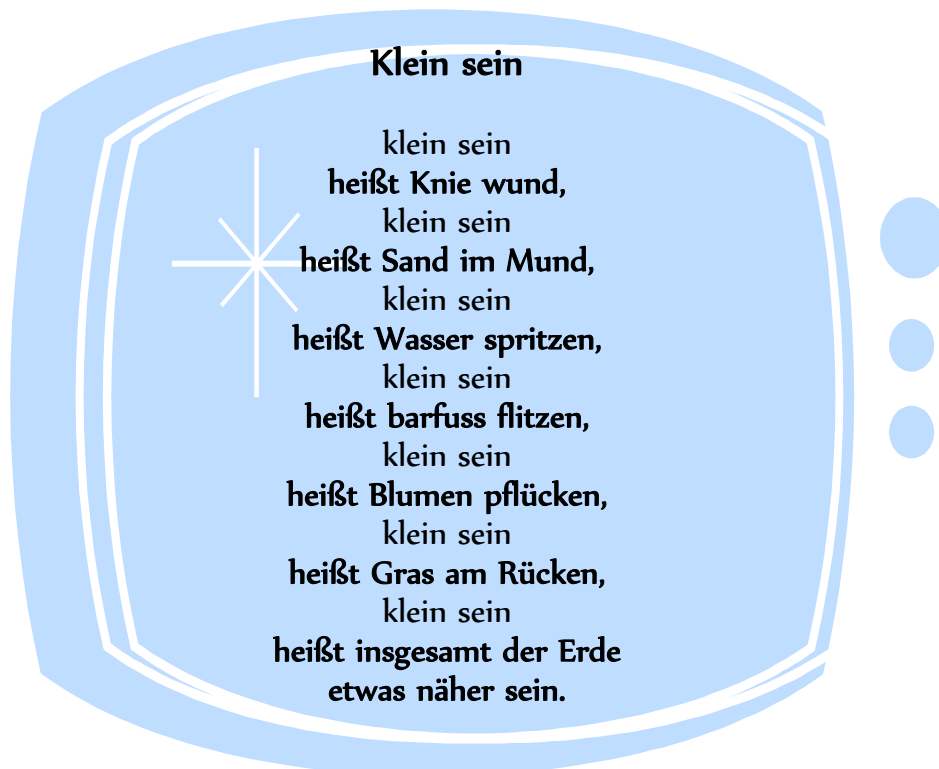 Klein sein
klein sein
heißt Knie wund,
klein sein
heißt Sand im Mund,
klein sein
heißt Wasser spritzen,
klein sein
heißt barfuss flitzen,
klein sein
heißt Blumen pflücken,
klein sein
heißt Gras am Rücken,
klein sein
heißt insgesamt der Erde
etwas näher sein.